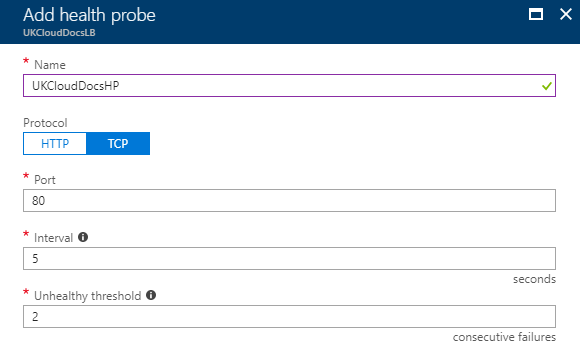 Add health probe
UKCloudDocsLB
* Name
UKCloudDocsHP
Protocol
HTTP TCP
* Port
80
* Interval
5
seconds
* Unhealthy threshold
2
consecutive failures